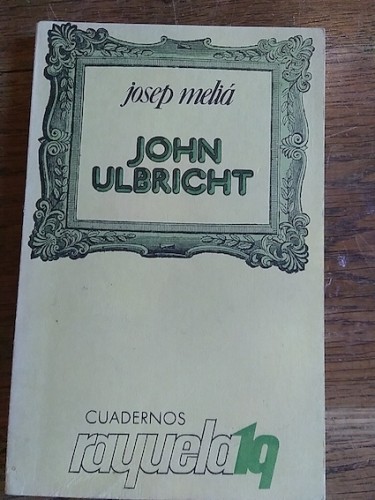 josep meliá
JOHN
ULBRICHT
CUADERNOS
rayuela19